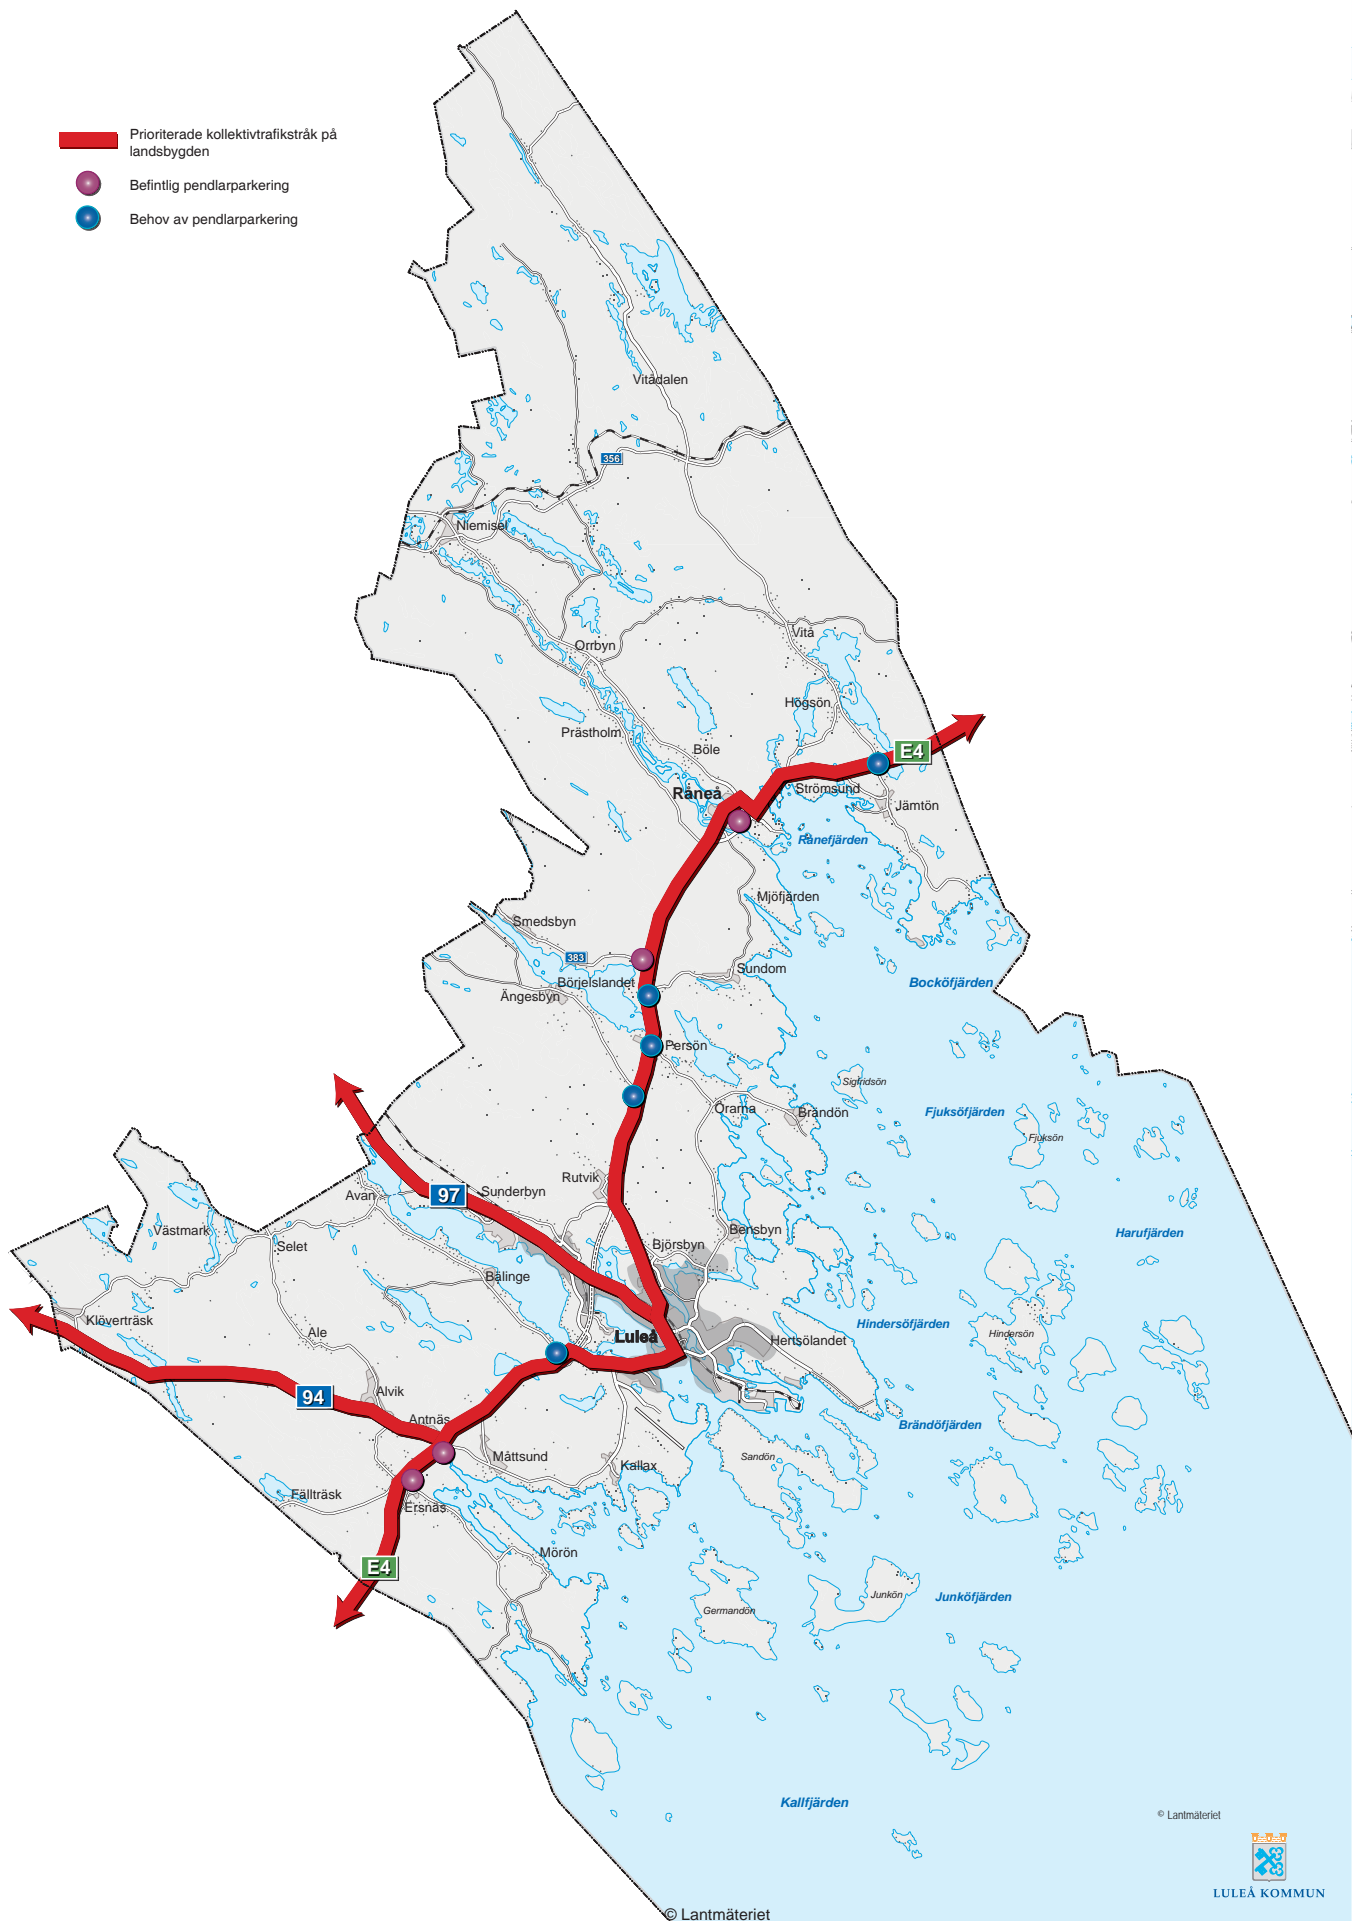 Prioriterade kollektivtrafikstråk på
landsbygden
Befintlig pendlarparkering
Behov av pendlarparkering
Vitådalen
356
Niemisel
Vitå
Orrbyn
Högsön
Prästholm
Böle
E4
Råneå
Strömsund
Jämtön
Rånefjärden
Mjöfjärden
Smedsbyn
383
Sundom
Börjelslandet
Bocköfjärden
Ängesbyn
Persön
Sigfridsön
Örarna
Brändön
Fjuksöfjärden
Fjuksön
Rutvik
Sunderbyn
Avan
97
Västmark
Bensbyn
Harufjärden
Selet
Björsbyn
Bälinge
Klöverträsk
Hindersöfjärden
Ale
Luleå
Hertsölandet
Hindersön
Alvik
94
Antnäs
Brändöfjärden
Måttsund
Sandön
Kallax
Fällträsk
Ersnäs
Mörön
E4
Junkön
Junköfjärden
Germandön
Kallfjärden
© Lantmäteriet
LULEÅ KOMMUN
© Lantmäteriet